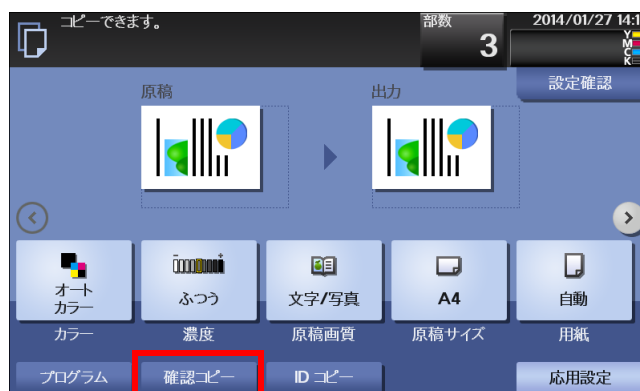 コピーできます。
部数
3
2014/01/27 14:1
Y
M
C
K
設定確認
原稿
出力
オート
カラー
ふつう
文字/写真
A4
自動
カラー
濃度
原稿画質
原稿サイズ
用紙
プログラム
確認コピー
ID コピー
応用設定